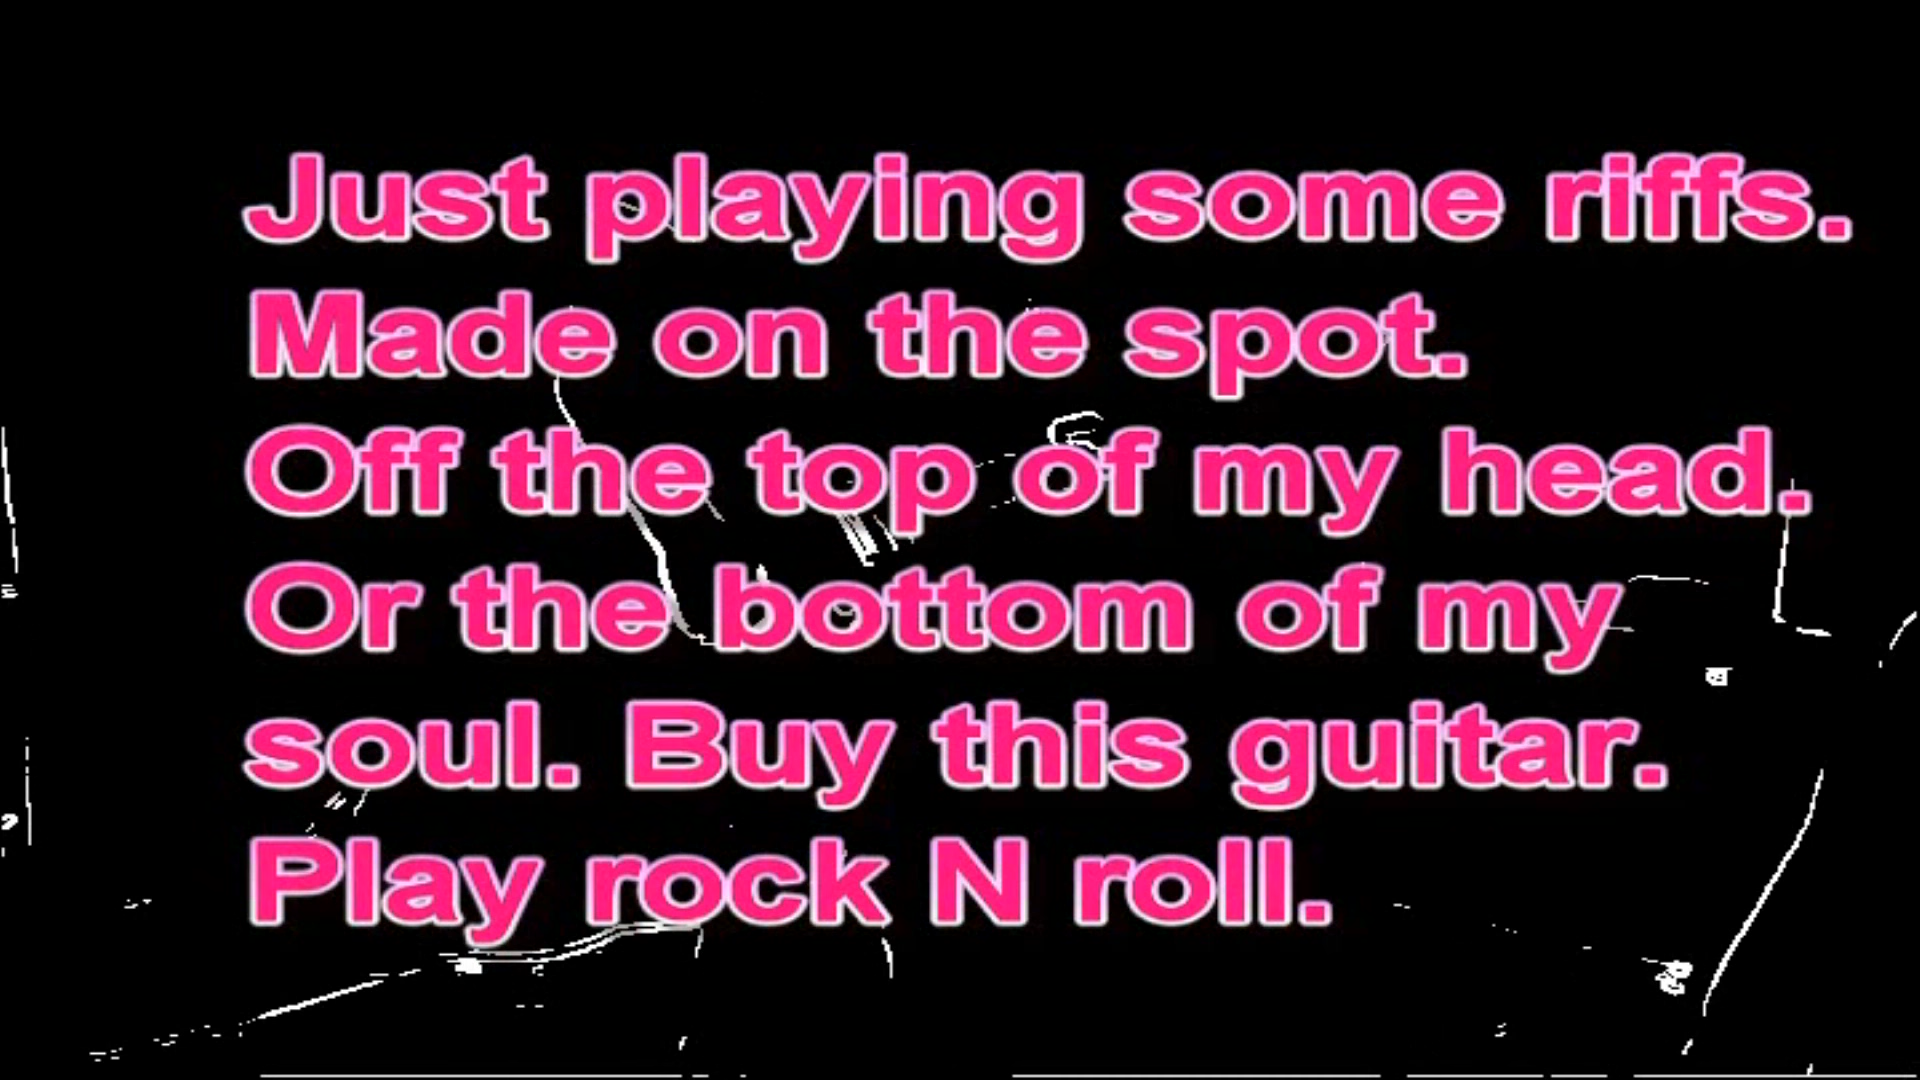 Just playing some riffs.
Made on the spot.
Off the top of my head.
Or the bottom of my
soul. Buy this guitar.
Play rock N roll.